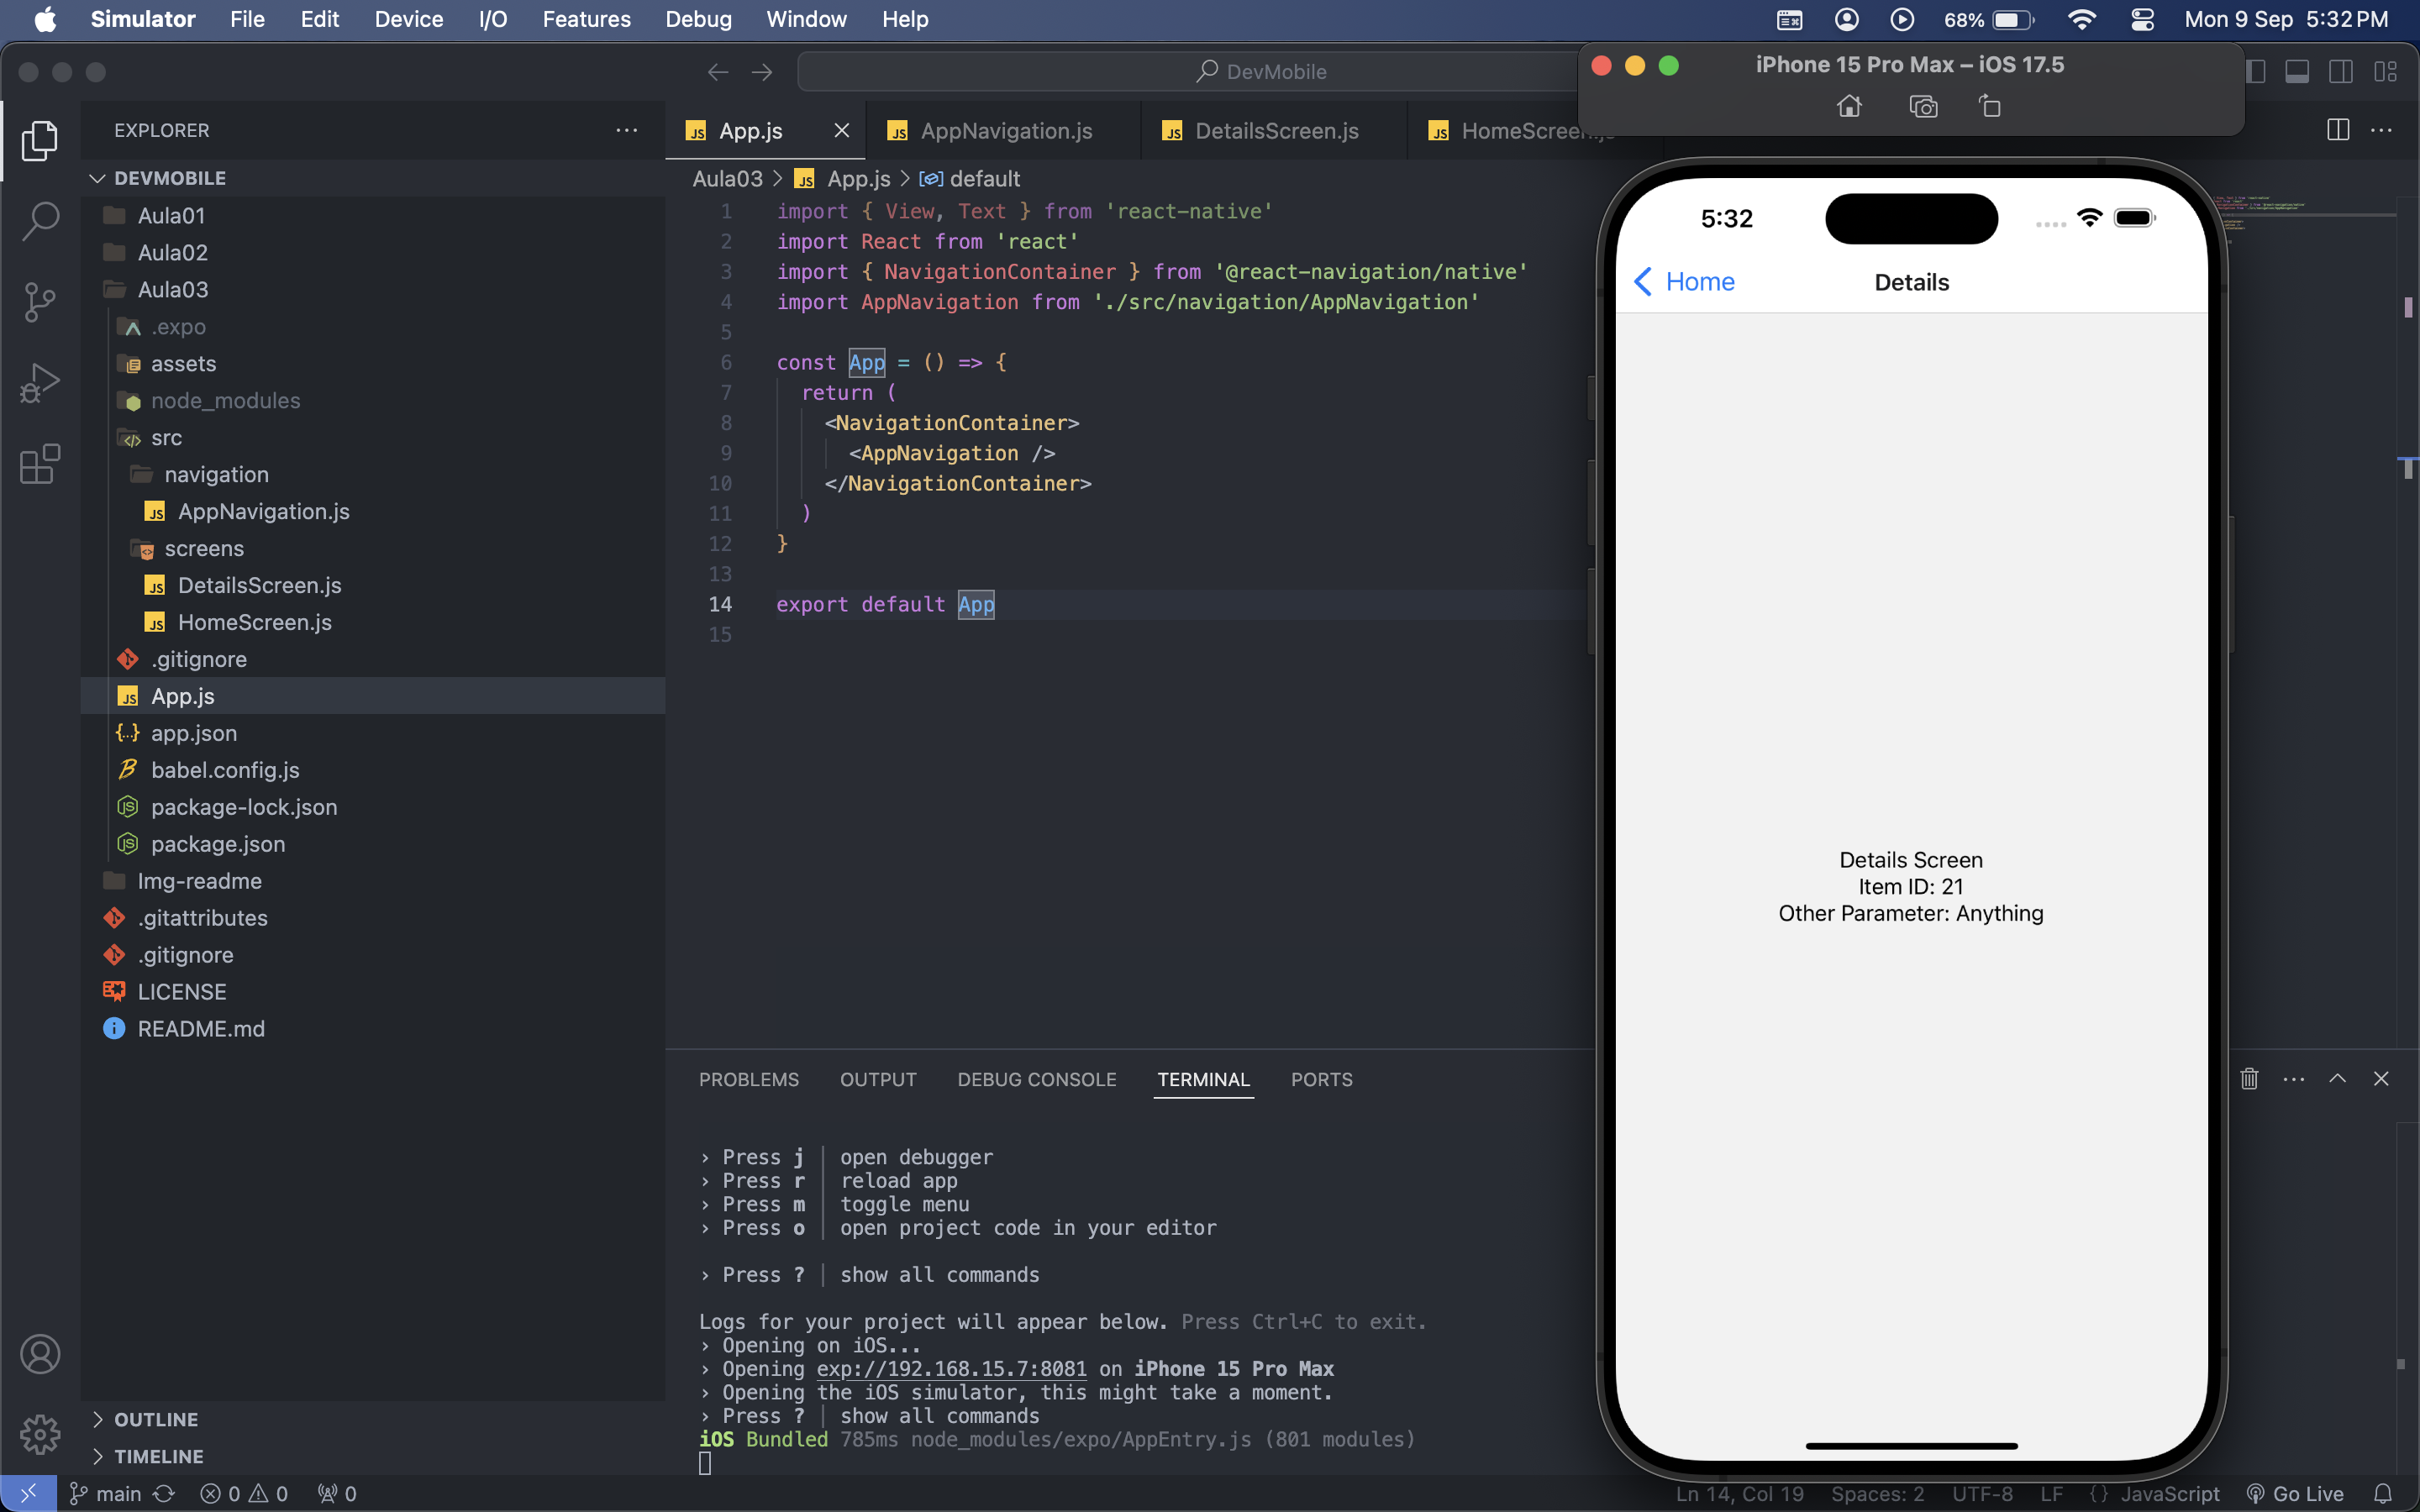 Simulator File Edit Device I/O Features Debug Window Help 68% Mon 9 Sep 5:32 PM
DevMobile
iPhone 15 Pro Max – iOS 17.5
EXPLORER
DEVMOBILE
Aula01
Aula02
Aula03
.expo
assets
node_modules
src
navigation
AppNavigation.js
screens
DetailsScreen.js
HomeScreen.js
.gitignore
App.js
app.json
babel.config.js
package-lock.json
package.json
Img-readme
.gitattributes
.gitignore
LICENSE
README.md
OUTLINE
TIMELINE
App.js AppNavigation.js DetailsScreen.js HomeScreen.js
Aula03 > App.js > default
1 import { View, Text } from 'react-native'
2 import React from 'react'
3 import { NavigationContainer } from '@react-navigation/native'
4 import AppNavigation from './src/navigation/AppNavigation'
5
6 const App = () => {
7 return (
8 <NavigationContainer>
9 <AppNavigation />
10 </NavigationContainer>
11 )
12 }
13
14 export default App
15
PROBLEMS OUTPUT DEBUG CONSOLE TERMINAL PORTS
› Press j │ open debugger
› Press r │ reload app
› Press m │ toggle menu
› Press o │ open project code in your editor
› Press ? │ show all commands
Logs for your project will appear below. Press Ctrl+C to exit.
› Opening on iOS...
› Opening exp://192.168.15.7:8081 on iPhone 15 Pro Max
› Opening the iOS simulator, this might take a moment.
› Press ? │ show all commands
iOS Bundled 785ms node_modules/expo/AppEntry.js (801 modules)
5:32
Home Details
Details Screen
Item ID: 21
Other Parameter: Anything
main 0 0 0 Ln 14, Col 19 Spaces: 2 UTF-8 LF {} JavaScript Go Live